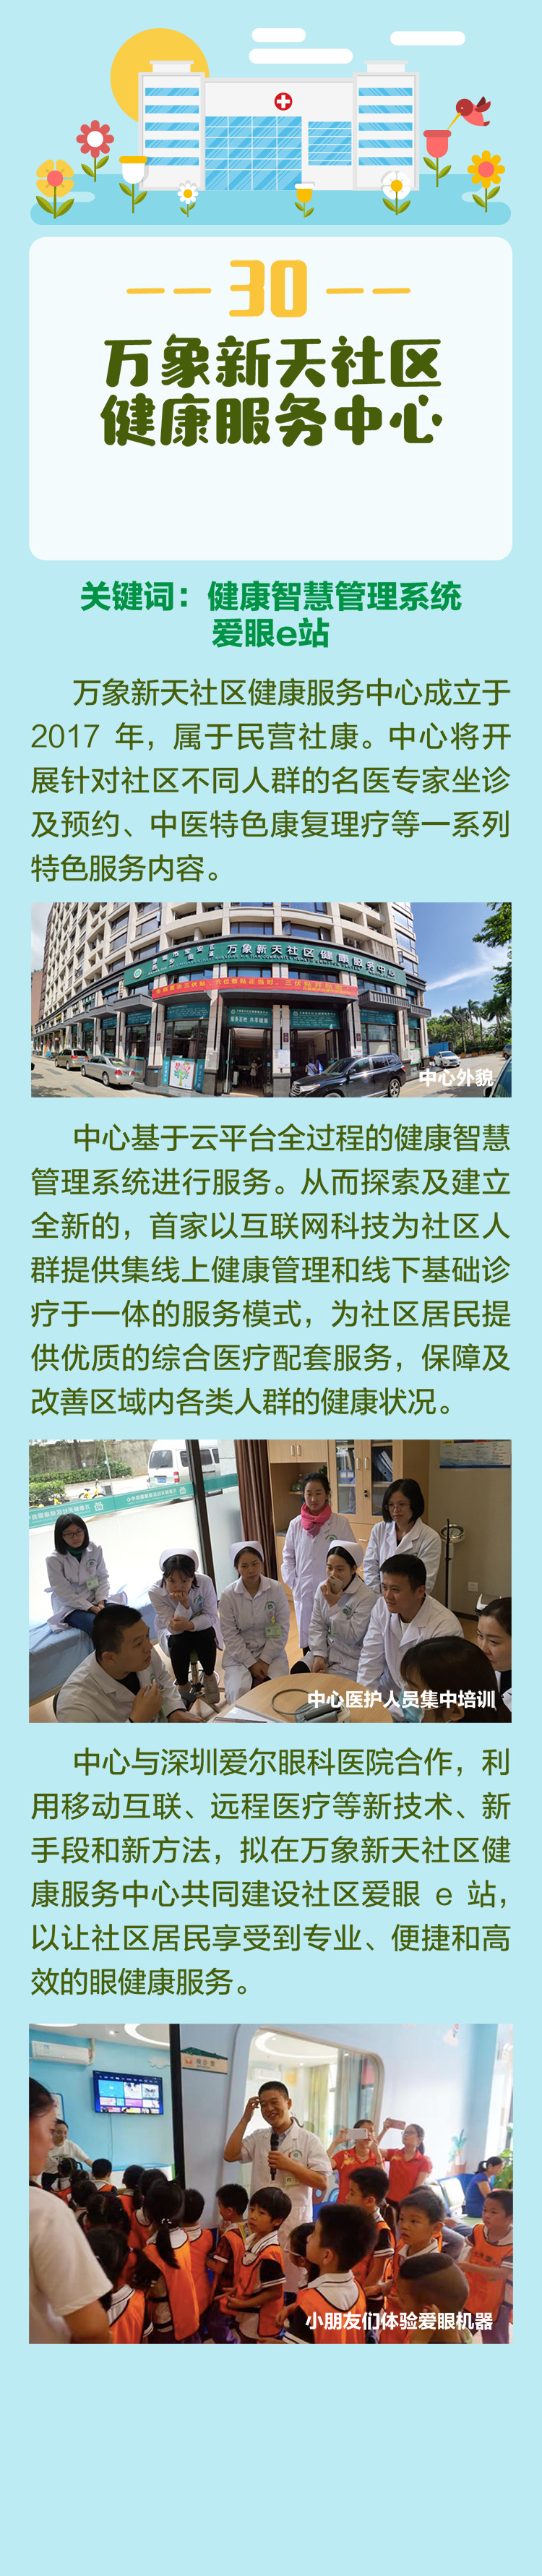 30
万象新天社区
健康服务中心
关键词：健康智慧管理系统
爱眼e站
万象新天社区健康服务中心成立于
2017 年，属于民营社康。中心将开
展针对社区不同人群的名医专家坐诊
及预约、中医特色康复理疗等一系列
特色服务内容。
万象新天社区健康服务中心
中心外貌
中心基于云平台全过程的健康智慧
管理系统进行服务。从而探索及建立
全新的，首家以互联网科技为社区人
群提供集线上健康管理和线下基础诊
疗于一体的服务模式，为社区居民提
供优质的综合医疗配套服务，保障及
改善区域内各类人群的健康状况。
中心医护人员集中培训
中心与深圳爱尔眼科医院合作，利
用移动互联、远程医疗等新技术、新
手段和新方法，拟在万象新天社区健
康服务中心共同建设社区爱眼 e 站，
以让社区居民享受到专业、便捷和高
效的眼健康服务。
小朋友们体验爱眼机器